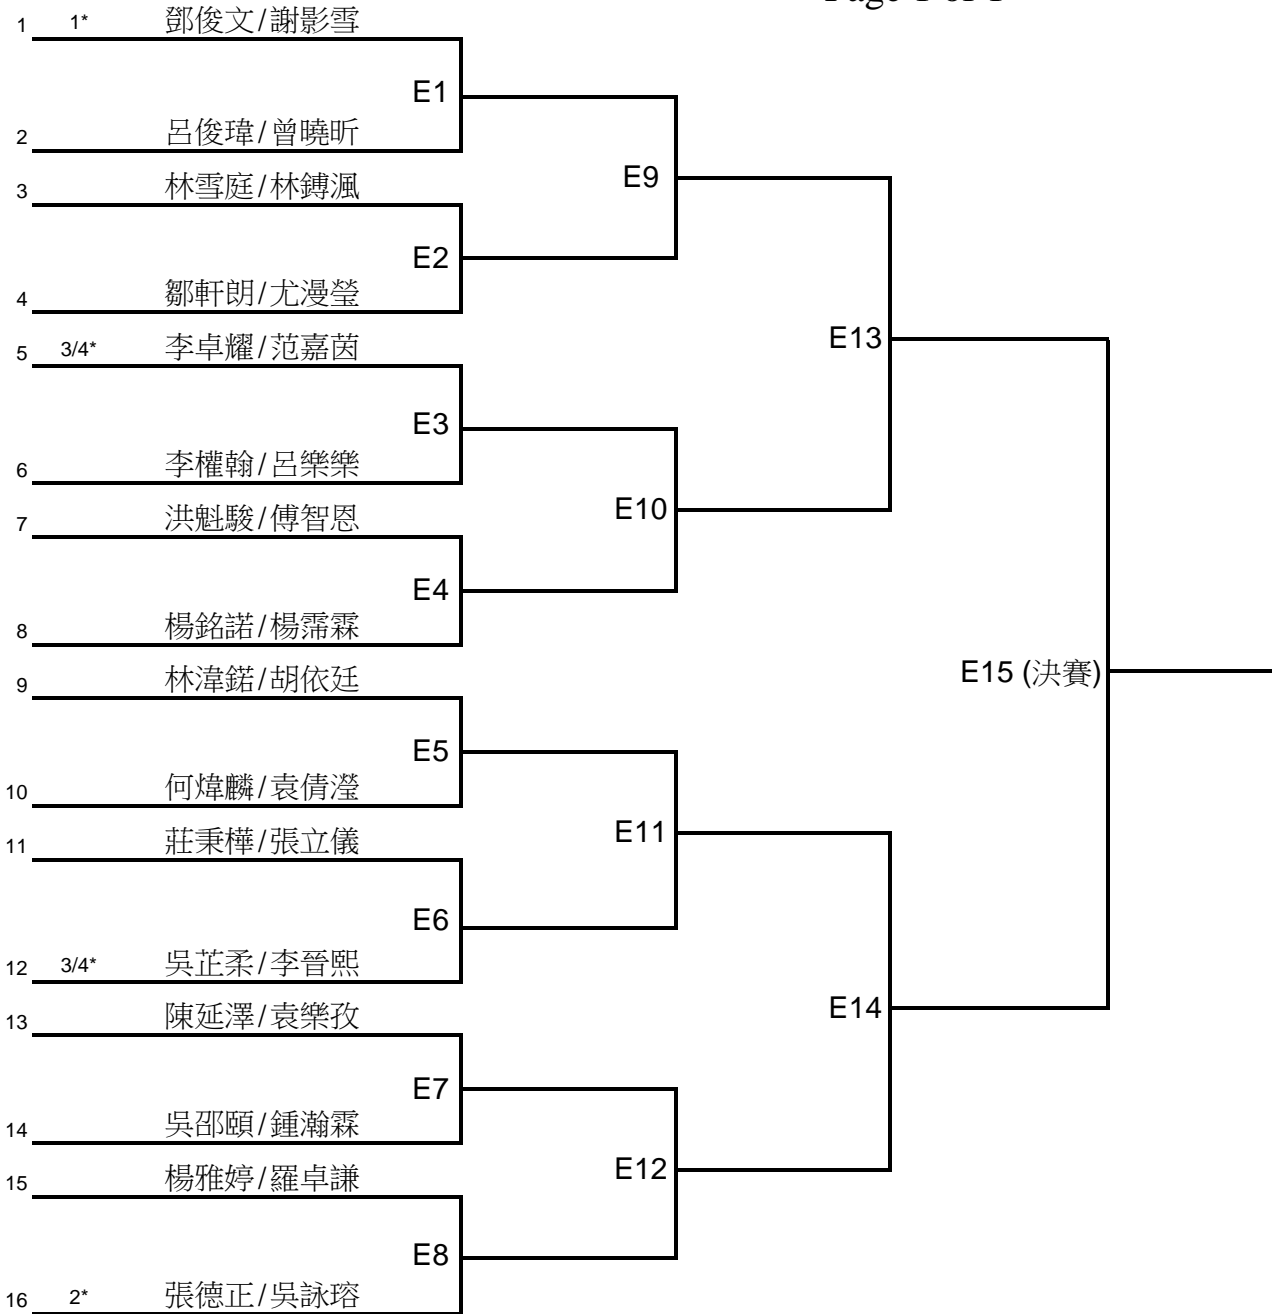 Page 1 of 1
1 1* 鄧俊文/謝影雪
E1
2 呂俊瑋/曾曉昕
3 林雪庭/林鎛渢
E9
E2
4 鄒軒朗/尤漫瑩
5 3/4* 李卓耀/范嘉茵
E13
E3
6 李權翰/呂樂樂
7 洪魁駿/傅智恩
E10
E4
8 楊銘諾/楊霈霖
9 林湋鍩/胡依廷
E15 (決賽)
E5
10 何煒麟/袁倩瀅
11 莊秉樺/張立儀
E11
E6
12 3/4* 吳芷柔/李晉熙
13 陳延澤/袁樂孜
E14
E7
14 吳邵頤/鍾瀚霖
15 楊雅婷/羅卓謙
E12
E8
16 2* 張德正/吳詠瑢